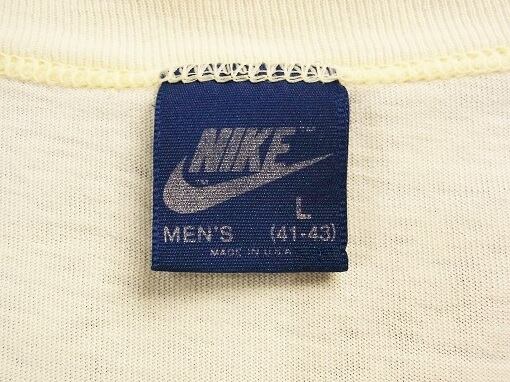 NIKE™
L
MEN'S (41-43)
MADE IN U.S.A